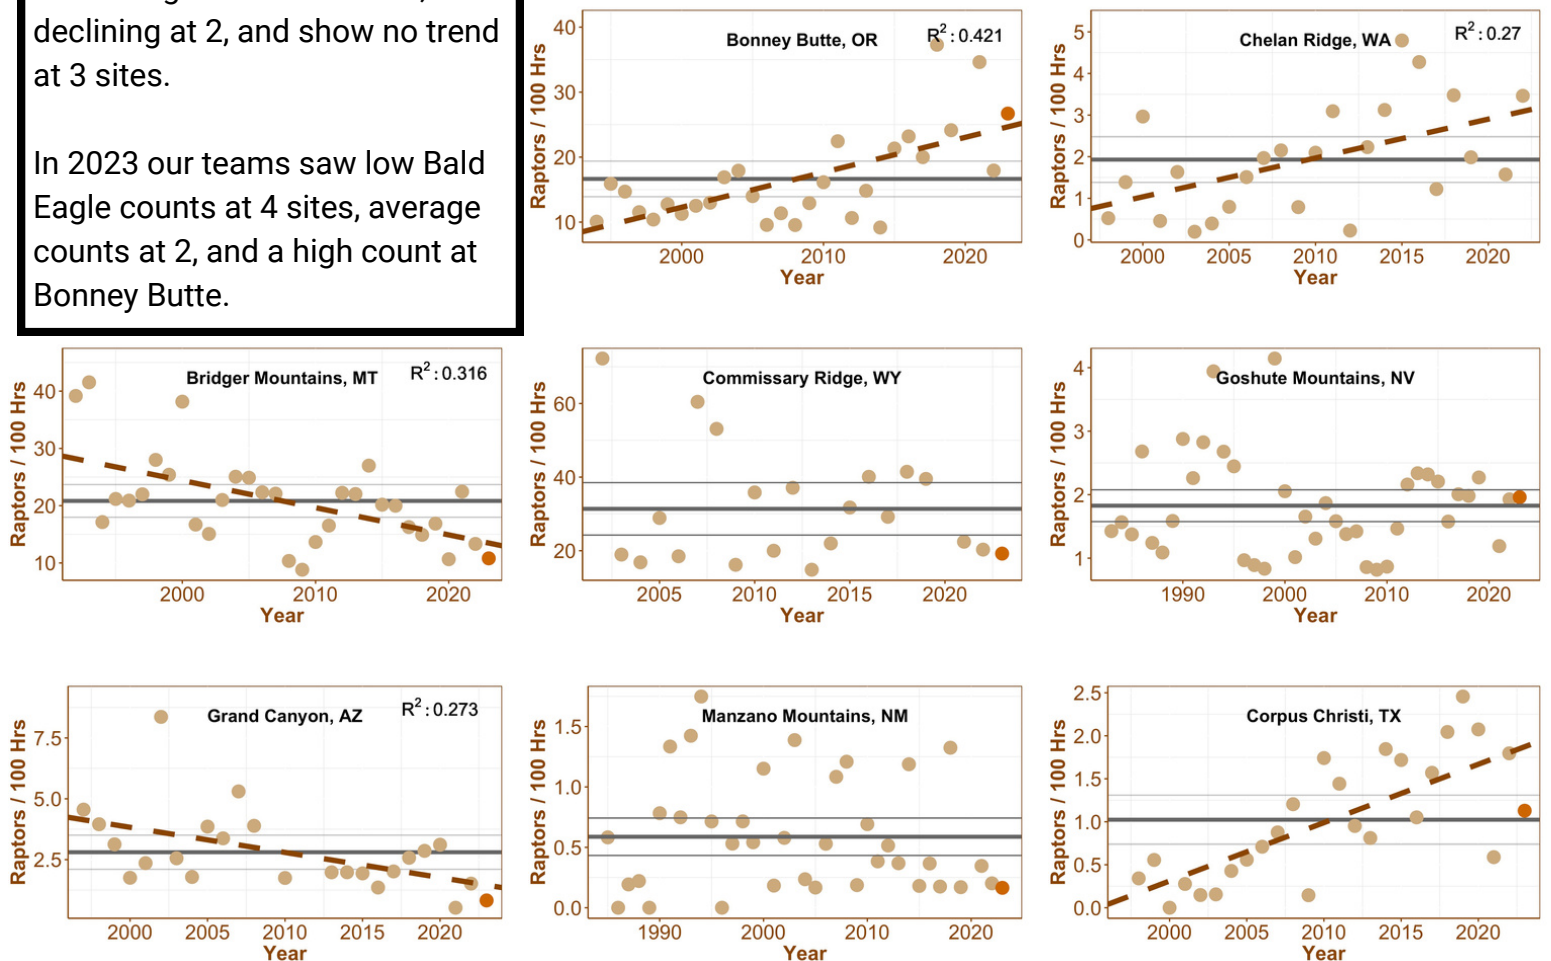 declining at 2, and show no trend
at 3 sites.
In 2023 our teams saw low Bald
Eagle counts at 4 sites, average
counts at 2, and a high count at
Bonney Butte.
Bonney Butte, OR
R²:0.421
Raptors / 100 Hrs
40
30
20
10
2000
2010
2020
Year
Chelan Ridge, WA
R²:0.27
Raptors / 100 Hrs
5
4
3
2
1
0
2000
2005
2010
2015
2020
Year
Bridger Mountains, MT
R²:0.316
Raptors / 100 Hrs
40
30
20
10
2000
2010
2020
Year
Commissary Ridge, WY
Raptors / 100 Hrs
60
40
20
2005
2010
2015
2020
Year
Goshute Mountains, NV
Raptors / 100 Hrs
4
3
2
1
1990
2000
2010
2020
Year
Grand Canyon, AZ
R²:0.273
Raptors / 100 Hrs
7.5
5.0
2.5
2000
2005
2010
2015
2020
Year
Manzano Mountains, NM
Raptors / 100 Hrs
1.5
1.0
0.5
0.0
1990
2000
2010
2020
Year
Corpus Christi, TX
Raptors / 100 Hrs
2.5
2.0
1.5
1.0
0.5
0.0
2000
2005
2010
2015
2020
Year